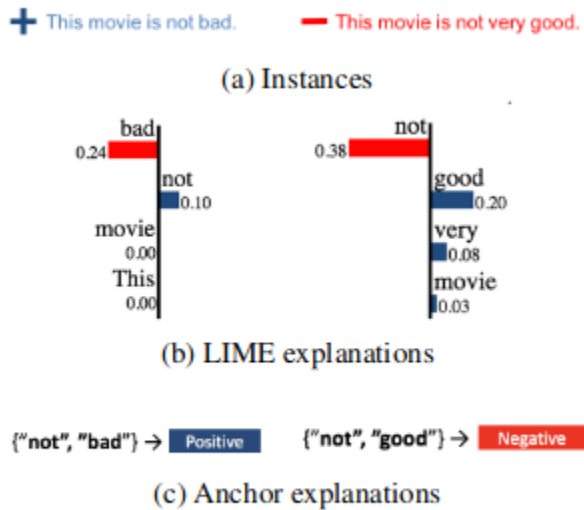 + This movie is not bad. − This movie is not very good.
(a) Instances
bad
0.24
not
0.10
movie
0.00
This
0.00
not
0.38
good
0.20
very
0.08
movie
0.03
(b) LIME explanations
{"not", "bad"} → Positive {"not", "good"} → Negative
(c) Anchor explanations